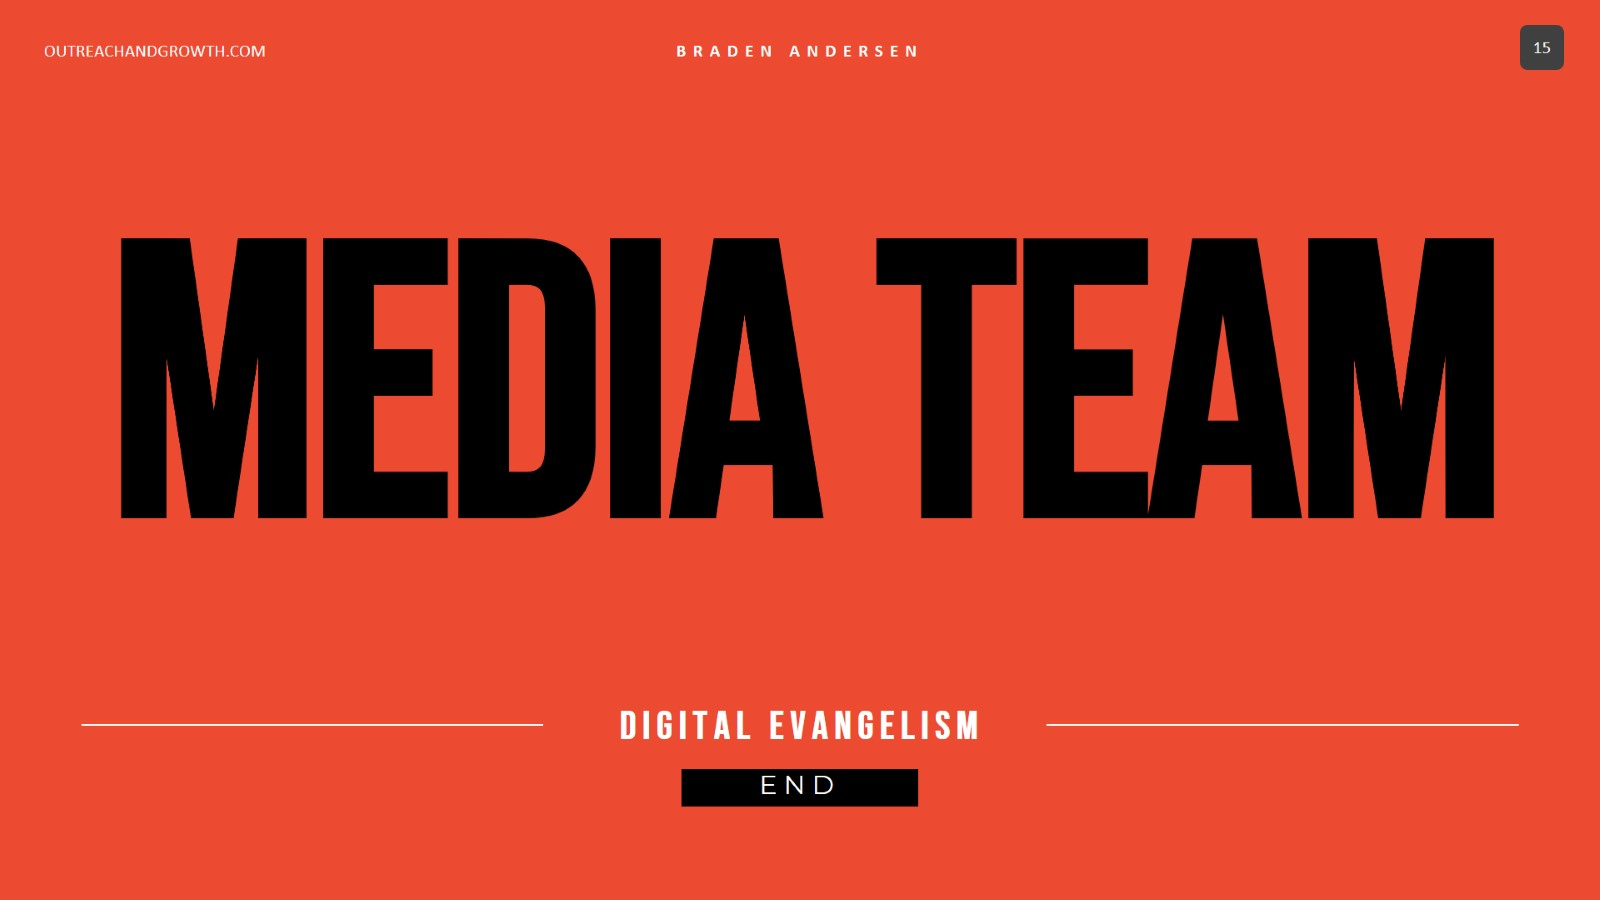 OUTREACHANDGROWTH.COM
BRADEN ANDERSEN
15
MEDIA TEAM
DIGITAL EVANGELISM
END